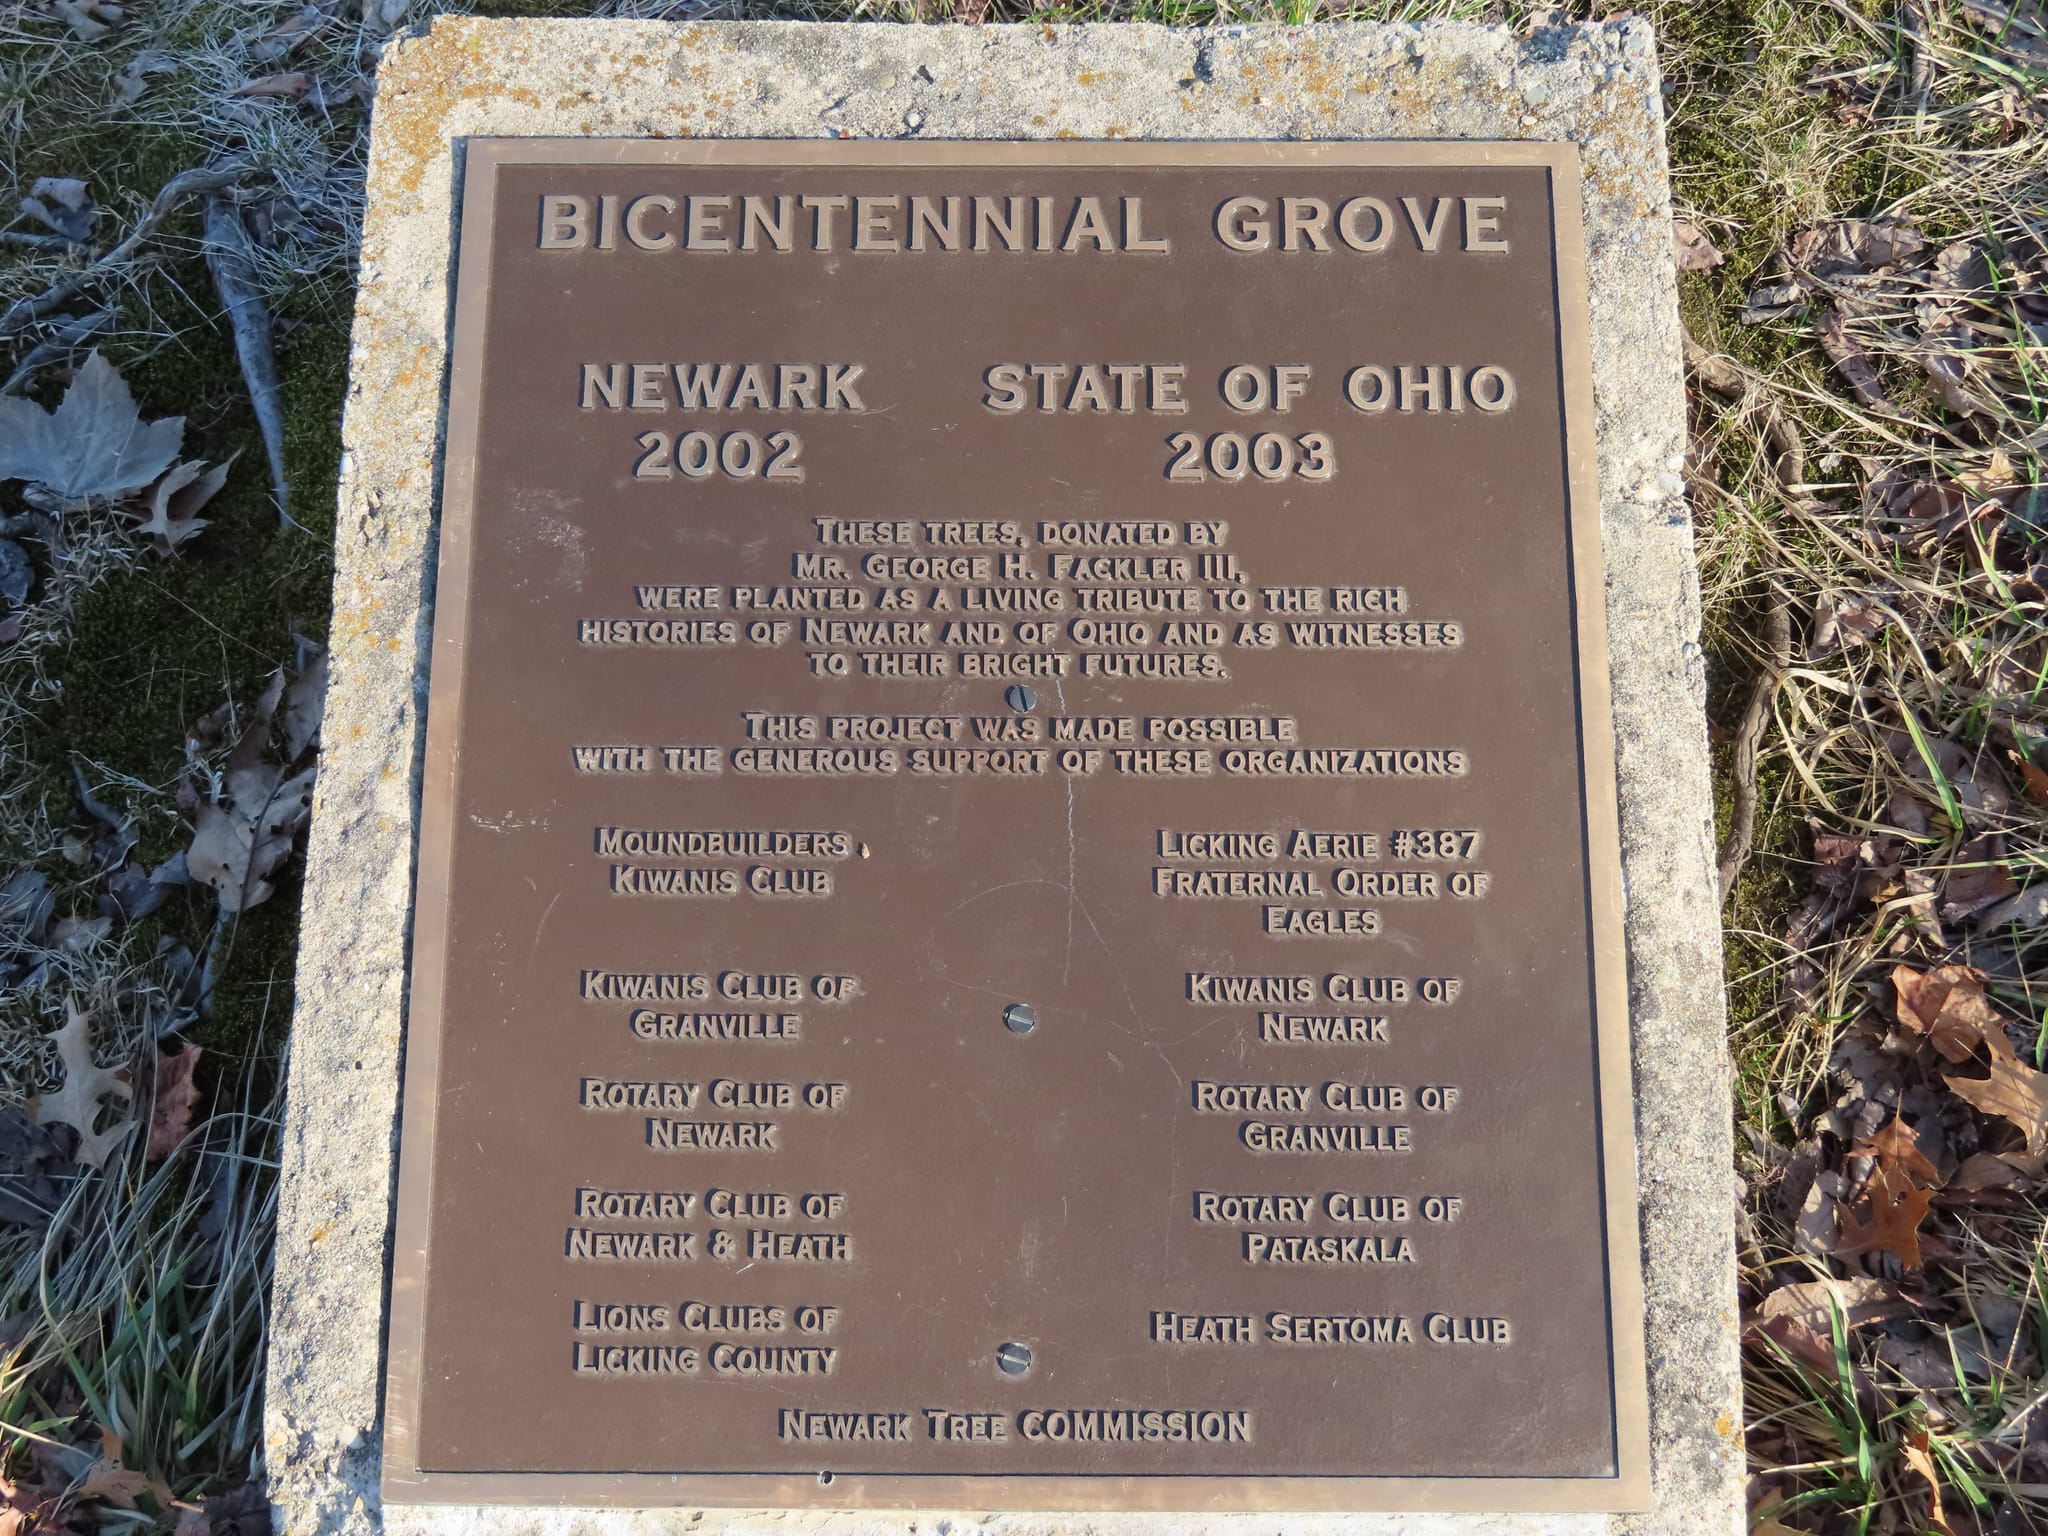 BICENTENNIAL GROVE
NEWARK STATE OF OHIO
2002 2003
THESE TREES, DONATED BY
MR. GEORGE H. FACKLER III,
WERE PLANTED AS A LIVING TRIBUTE TO THE RICH
HISTORIES OF NEWARK AND OF OHIO AND AS WITNESSES
TO THEIR BRIGHT FUTURES.
THIS PROJECT WAS MADE POSSIBLE
WITH THE GENEROUS SUPPORT OF THESE ORGANIZATIONS
MOUNDBUILDERS
KIWANIS CLUB
LICKING AERIE #387
FRATERNAL ORDER OF
EAGLES
KIWANIS CLUB OF
GRANVILLE
KIWANIS CLUB OF
NEWARK
ROTARY CLUB OF
NEWARK
ROTARY CLUB OF
GRANVILLE
ROTARY CLUB OF
NEWARK & HEATH
ROTARY CLUB OF
PATASKALA
LIONS CLUBS OF
LICKING COUNTY
HEATH SERTOMA CLUB
NEWARK TREE COMMISSION